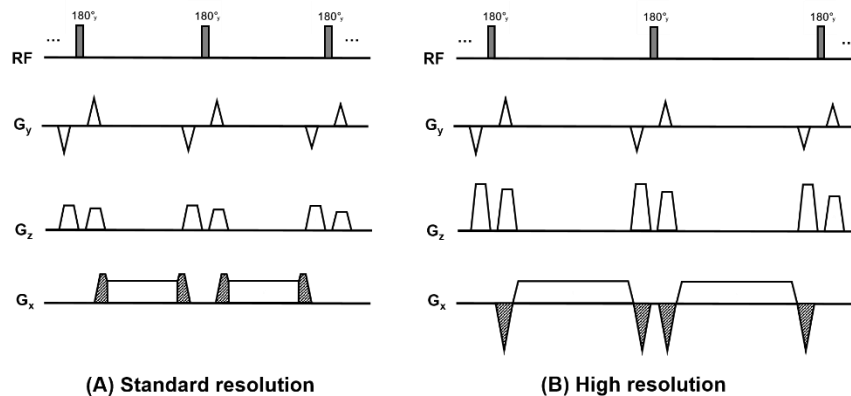 180°y 180°y 180°y
... ...
RF
Gy
Gz
Gx
(A) Standard resolution
180°y 180°y 180°y
... ...
RF
Gy
Gz
Gx
(B) High resolution